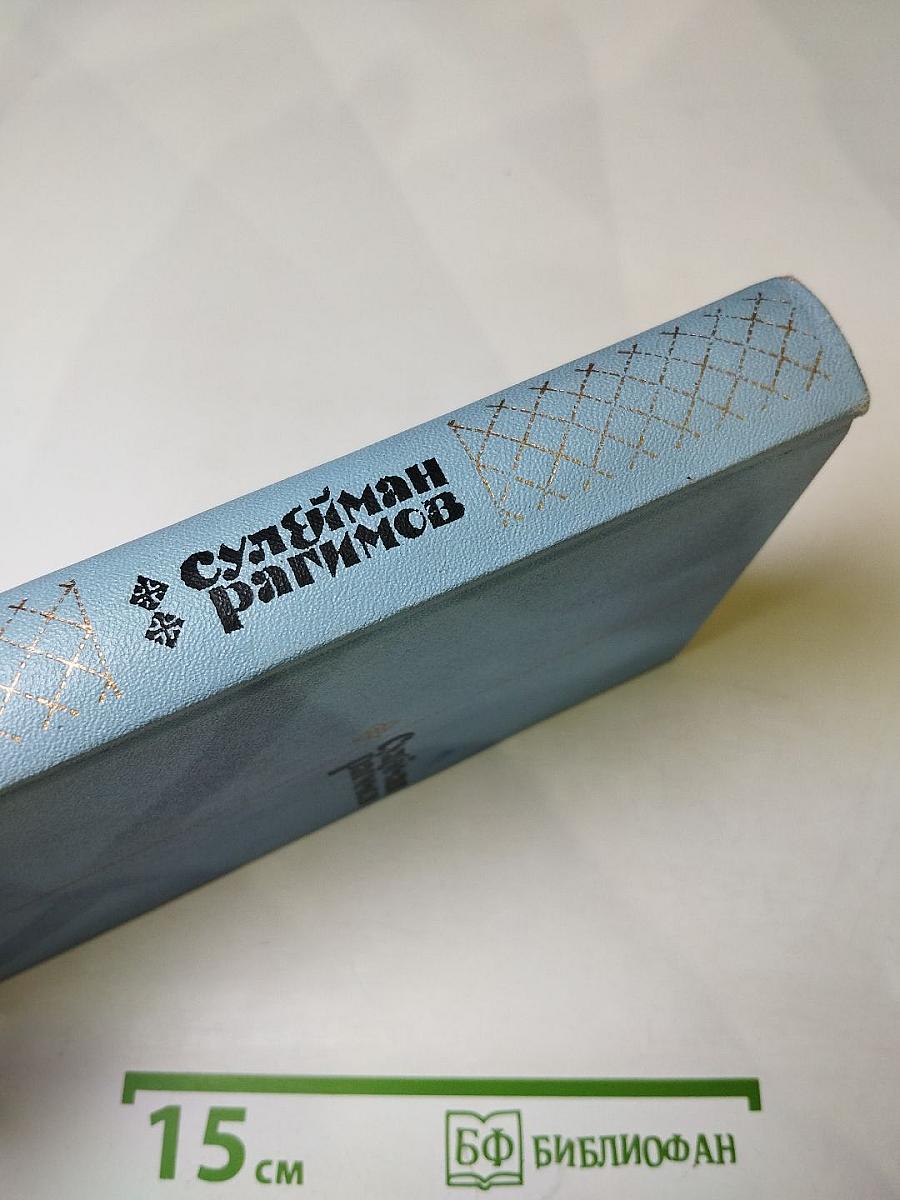 Сулейман
Рагимов
15 см
БФ БИБЛИОФАН